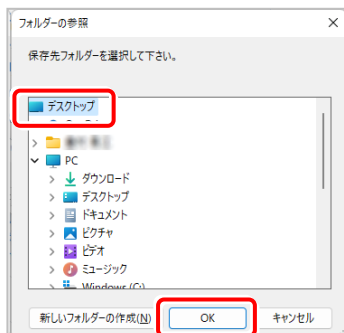 フォルダーの参照
保存先フォルダーを選択して下さい。
デスクトップ
PC
ダウンロード
デスクトップ
ドキュメント
ピクチャ
ビデオ
ミュージック
Windows (C:)
新しいフォルダーの作成(N)
OK
キャンセル